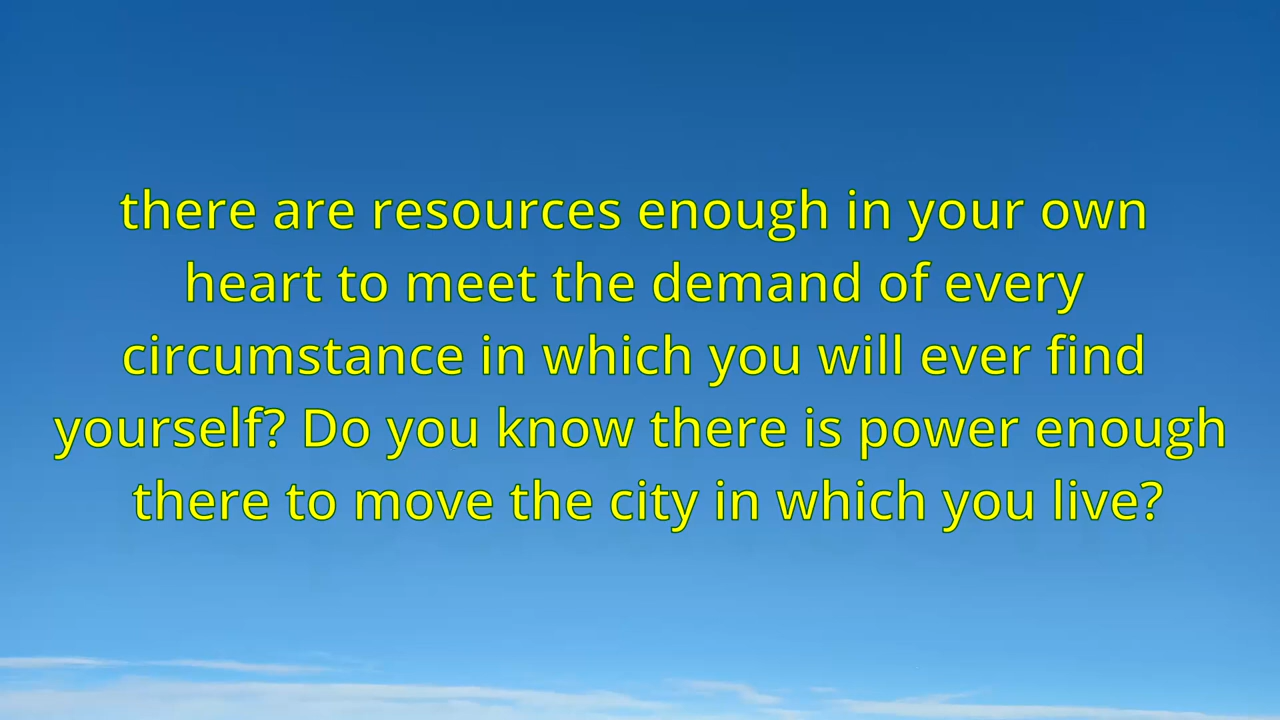 there are resources enough in your own
heart to meet the demand of every
circumstance in which you will ever find
yourself? Do you know there is power enough
there to move the city in which you live?